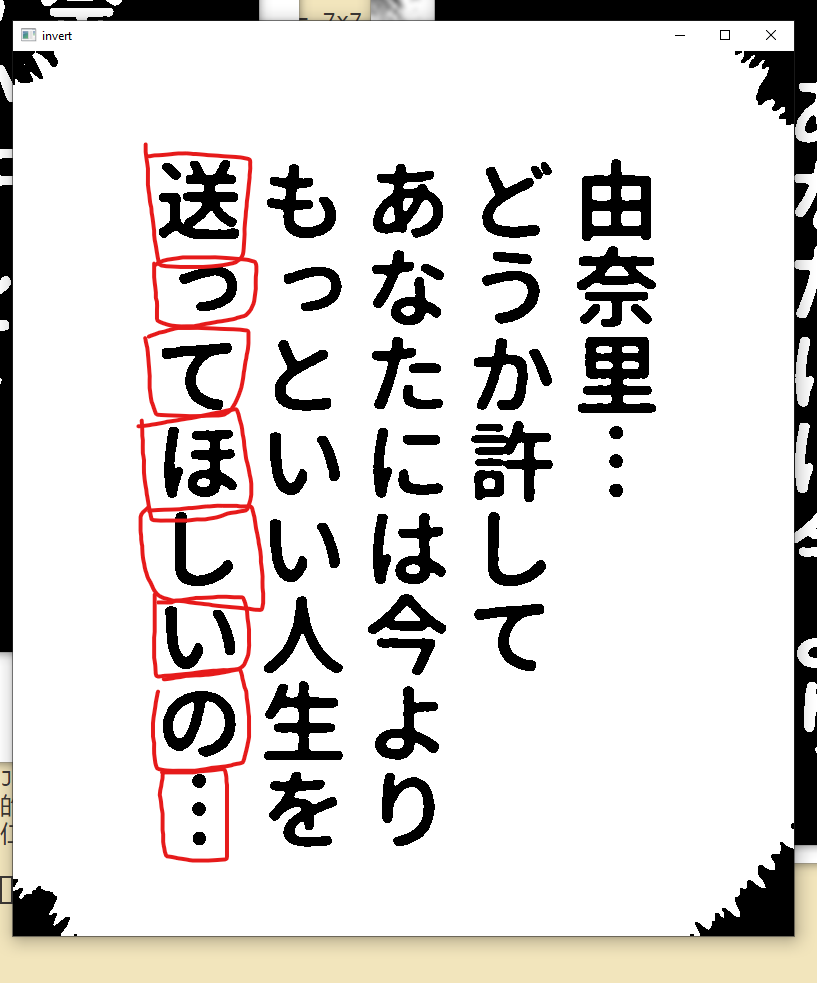 invert
7x7
由奈里…
どうか許して
あなたには今より
もっといい人生を
送ってほしいの…